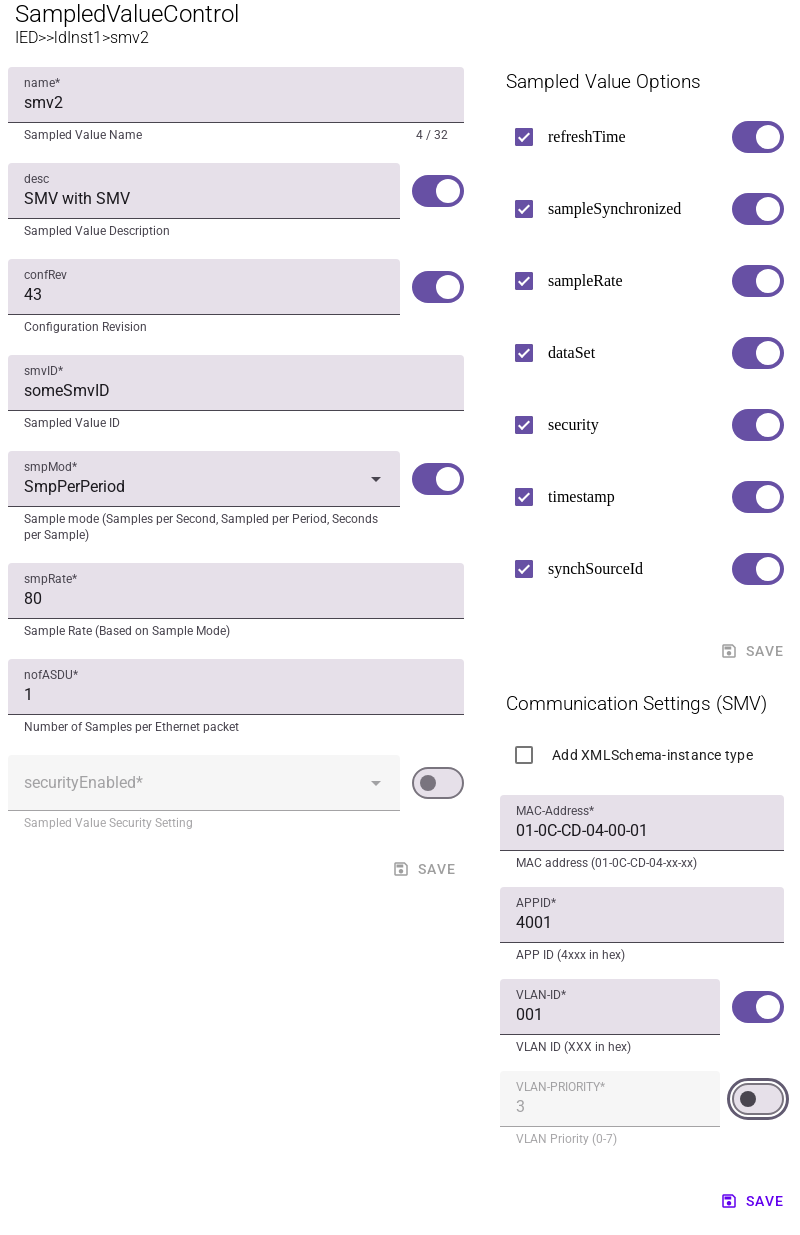 SampledValueControl
IED>>ldInst1>smv2
name*
smv2
Sampled Value Name
4 / 32
desc
SMV with SMV
Sampled Value Description
confRev
43
Configuration Revision
smvID*
someSmvID
Sampled Value ID
smpMod*
SmpPerPeriod
Sample mode (Samples per Second, Sampled per Period, Seconds
per Sample)
smpRate*
80
Sample Rate (Based on Sample Mode)
nofASDU*
1
Number of Samples per Ethernet packet
securityEnabled*
Sampled Value Security Setting
SAVE
Sampled Value Options
refreshTime
sampleSynchronized
sampleRate
dataSet
security
timestamp
synchSourceId
SAVE
Communication Settings (SMV)
Add XMLSchema-instance type
MAC-Address*
01-0C-CD-04-00-01
MAC address (01-0C-CD-04-xx-xx)
APPID*
4001
APP ID (4xxx in hex)
VLAN-ID*
001
VLAN ID (XXX in hex)
VLAN-PRIORITY*
3
VLAN Priority (0-7)
SAVE